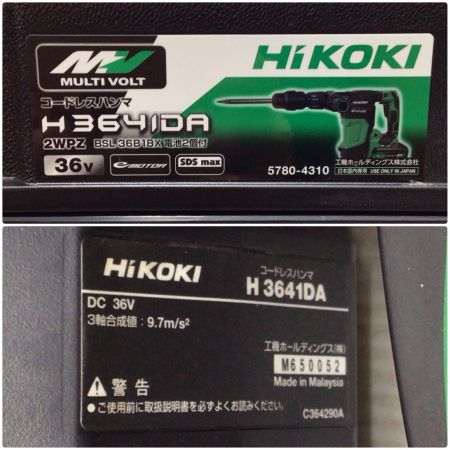 MV
MULTI VOLT
HiKOKI
コードレスハンマ
H3641DA
2WPZ BSL 36B18X 電池2個付
36V e-MOTOR SDS max
5780-4310
工機ホールディングス株式会社
日本国内専用 USE ONLY IN JAPAN
HiKOKI
コードレスハンマ
H 3641DA
DC 36V
3軸合成値:9.7m/s²
工機ホールディングス(株)
M650052
Made in Malaysia
警告
●ご使用前に取扱説明書を必ずよくお読みください。
C364290A